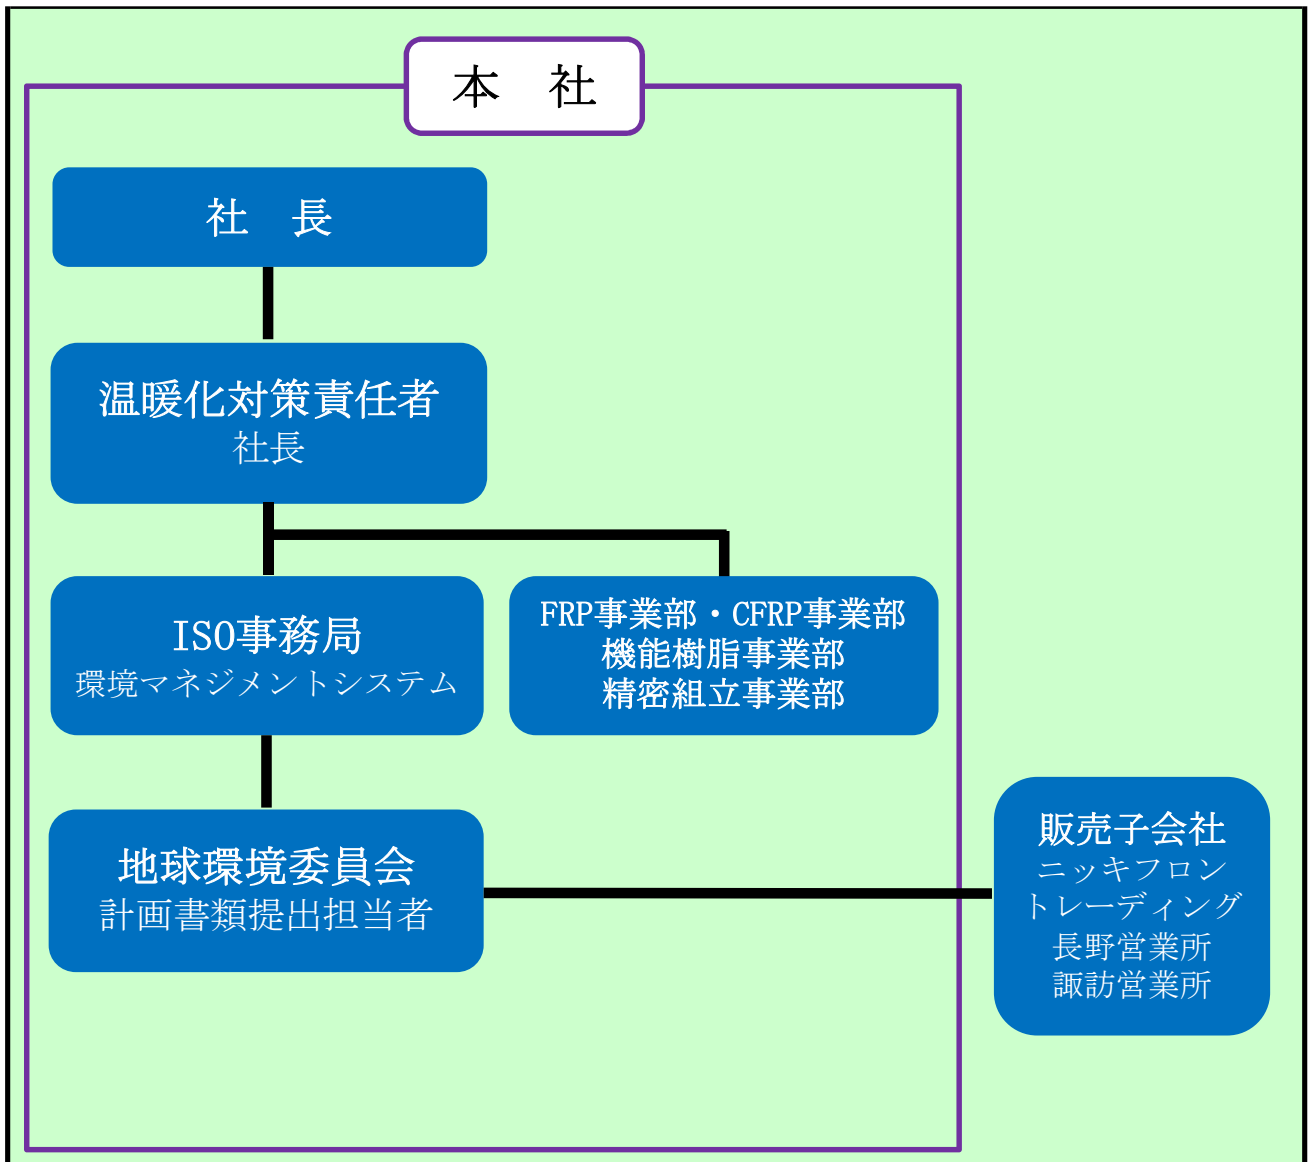 本　社
社　長
温暖化対策責任者
社長
ISO事務局
環境マネジメントシステム
FRP事業部・CFRP事業部
機能樹脂事業部
精密組立事業部
地球環境委員会
計画書類提出担当者
販売子会社
ニッキフロン
トレーディング
長野営業所
諏訪営業所